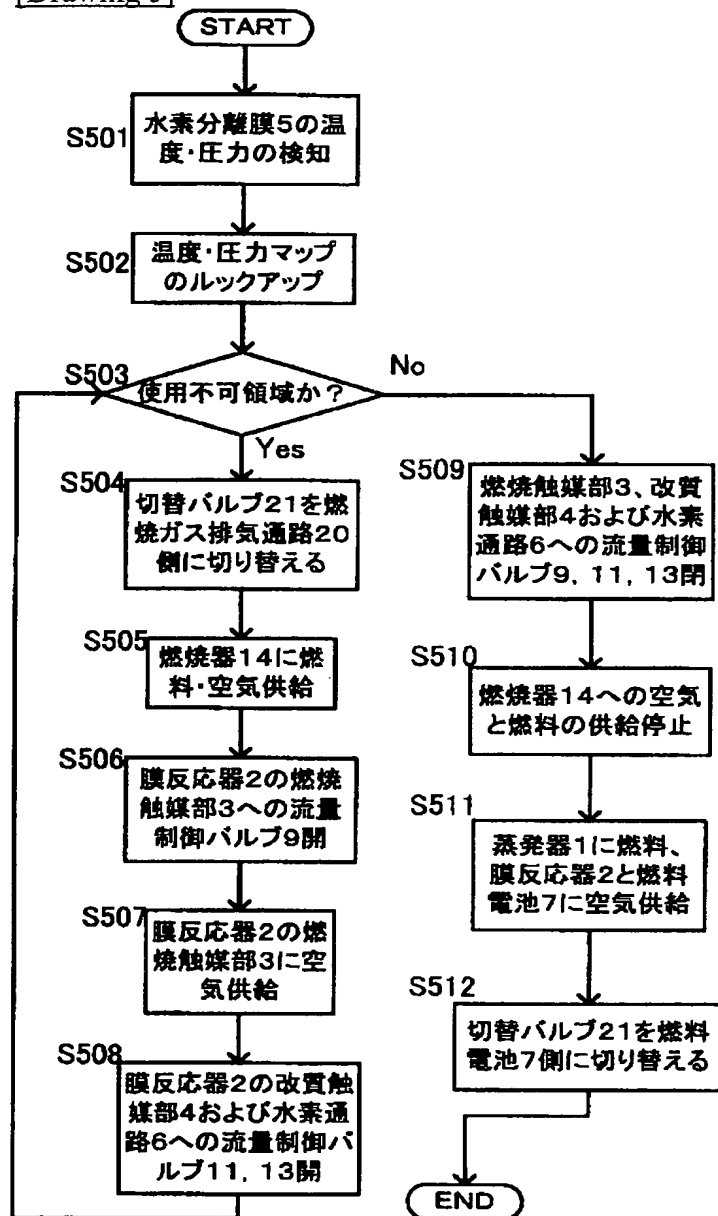 START
S501
水素分離膜5の温
度・圧力の検知
S502
温度・圧力マップ
のルックアップ
S503
使用不可領域か?
No
Yes
S504
切替バルブ21を燃
焼ガス排気通路20
側に切り替える
S505
燃焼器14に燃
料・空気供給
S506
膜反応器2の燃焼
触媒部3への流量
制御バルブ9開
S507
膜反応器2の燃
焼触媒部3に空
気供給
S508
膜反応器2の改質触
媒部4および水素通
路6への流量制御バ
ルブ11, 13開
S509
燃焼触媒部3、改質
触媒部4および水素
通路6への流量制御
バルブ9, 11, 13閉
S510
燃焼器14への空気
と燃料の供給停止
S511
蒸発器1に燃料、
膜反応器2と燃料
電池7に空気供給
S512
切替バルブ21を燃料
電池7側に切り替える
END